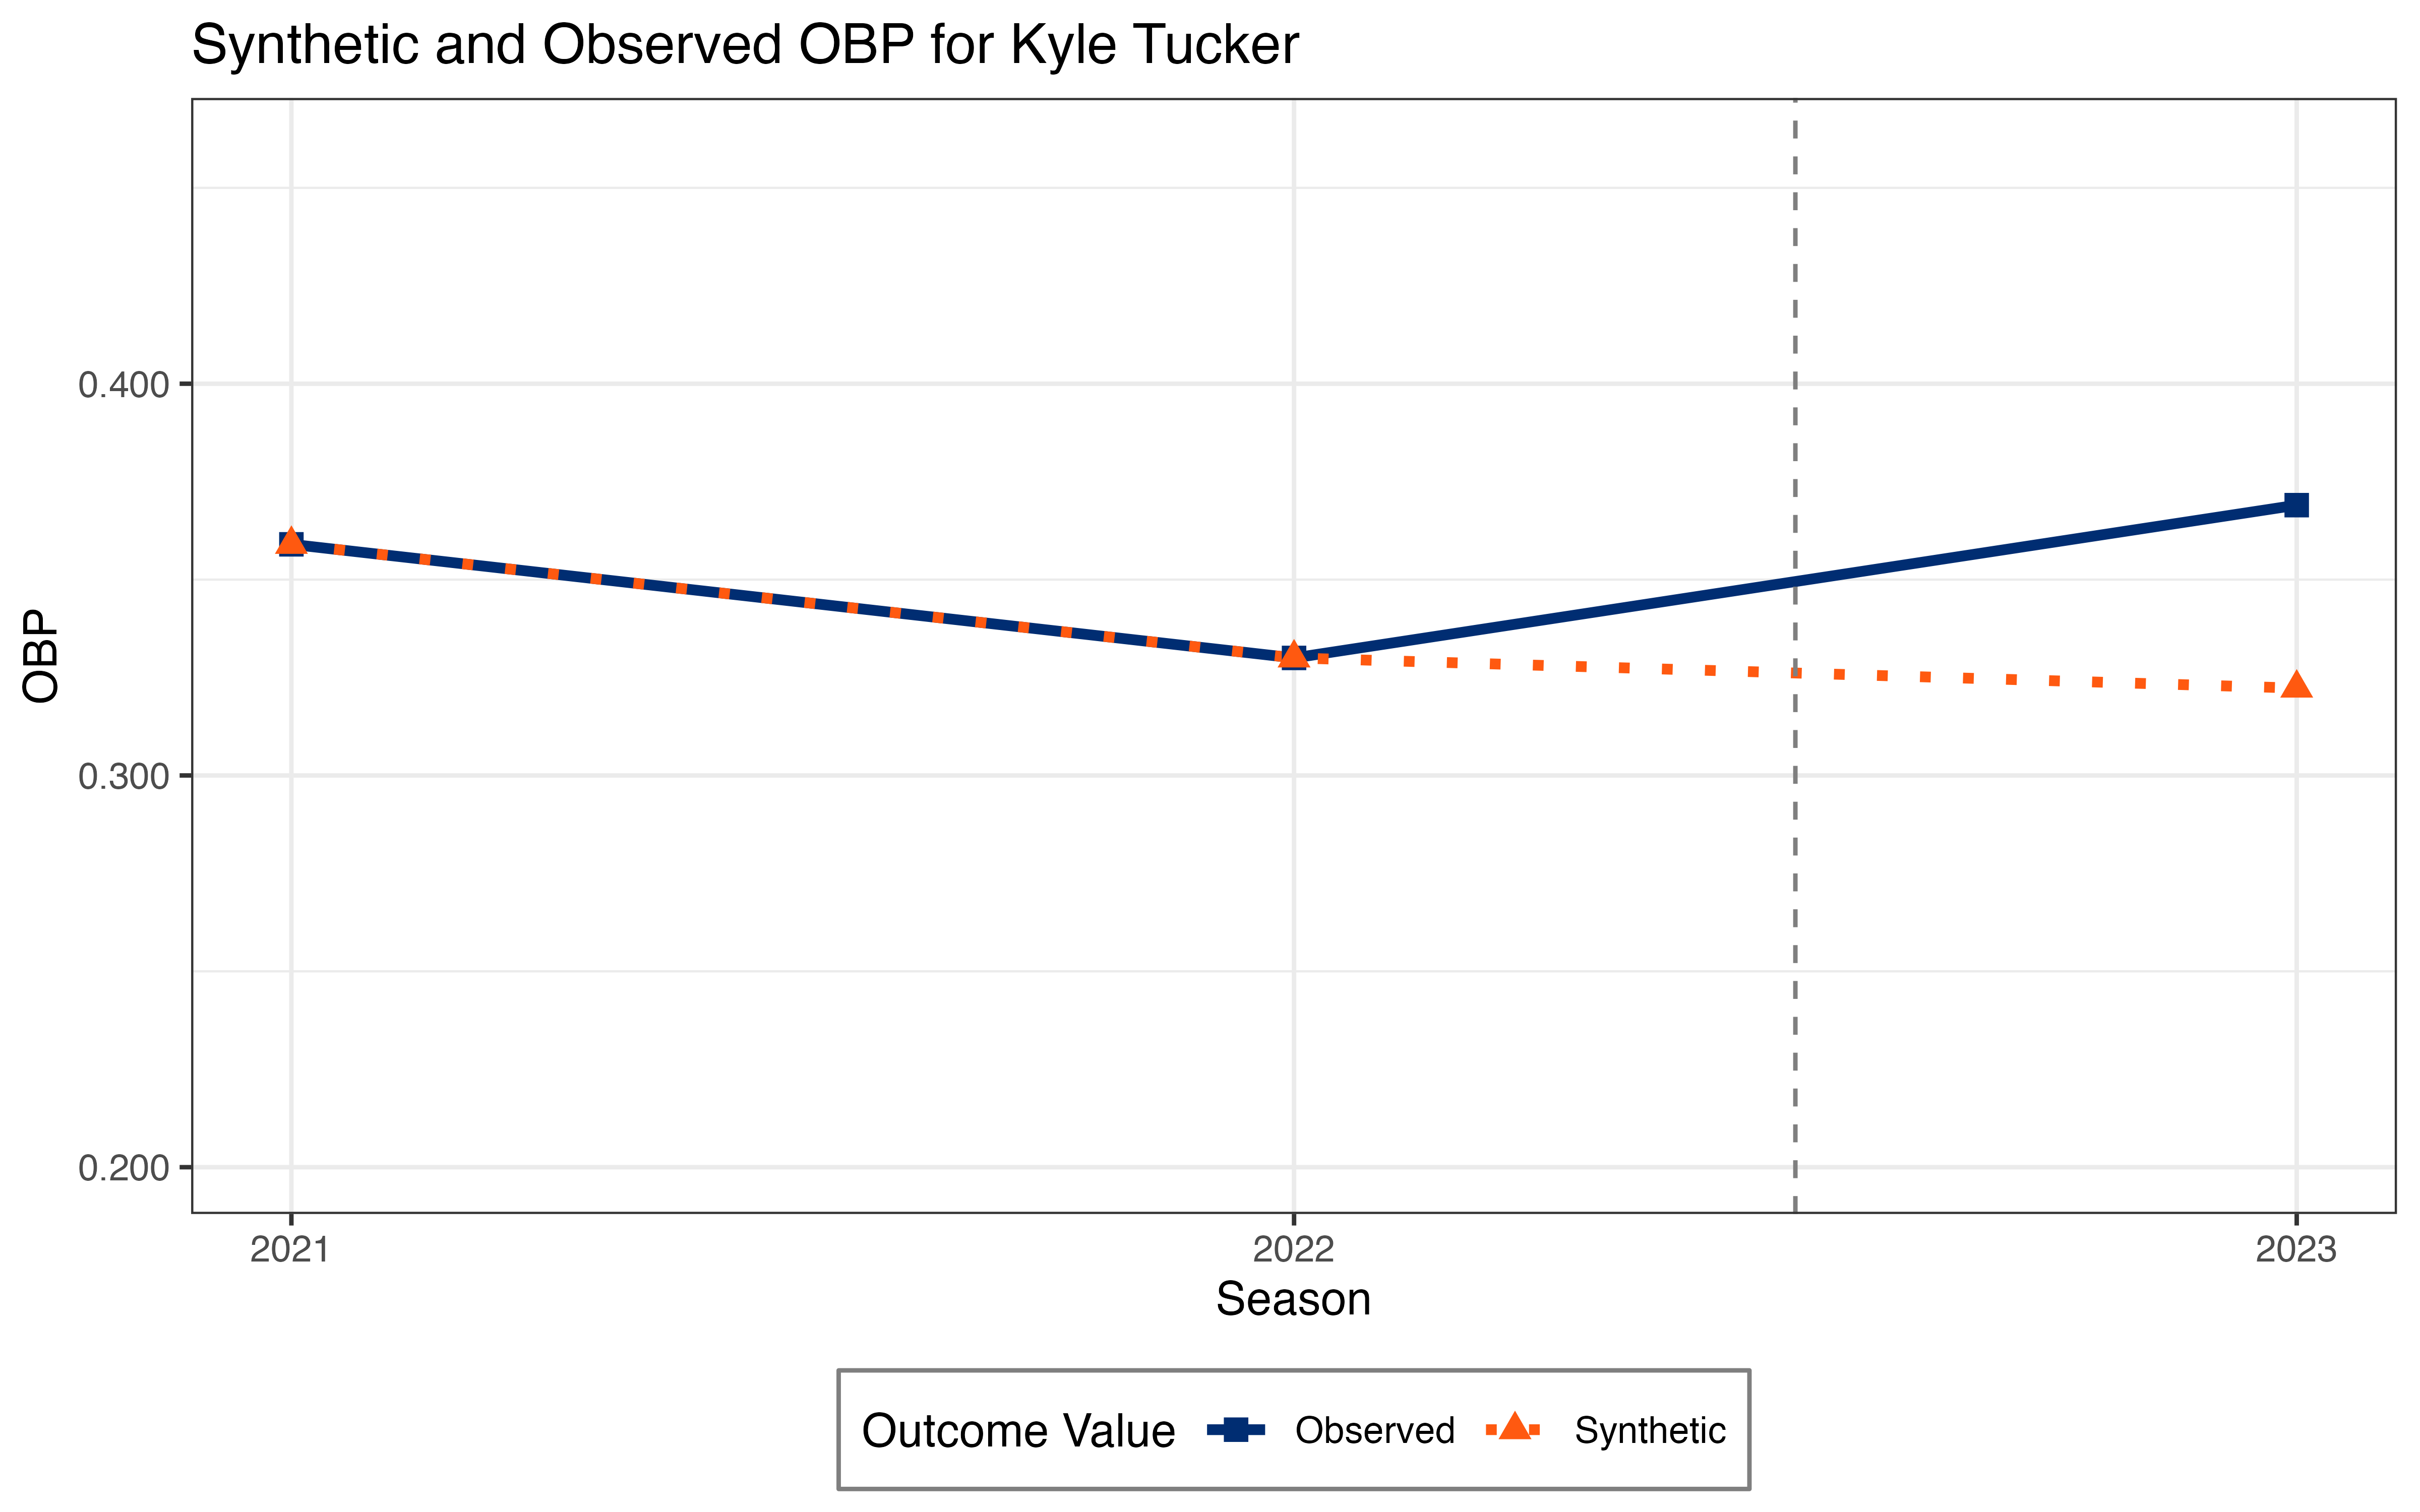 Synthetic and Observed OBP for Kyle Tucker
OBP
0.400
0.300
0.200
2021 2022 2023
Season
Outcome Value Observed Synthetic